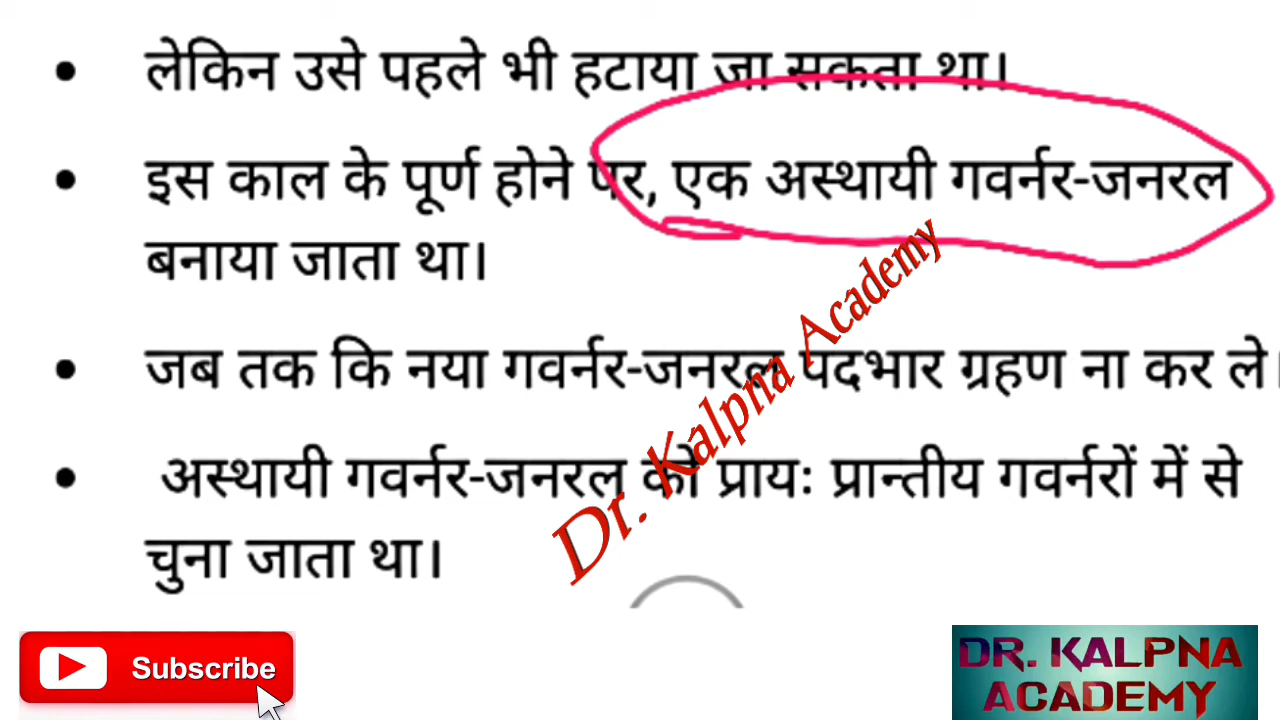 • लेकिन उसे पहले भी हटाया जा सकता था।
• इस काल के पूर्ण होने पर, एक अस्थायी गवर्नर-जनरल
बनाया जाता था।
• जब तक कि नया गवर्नर-जनरल पदभार ग्रहण ना कर ले।
• अस्थायी गवर्नर-जनरल को प्रायः प्रान्तीय गवर्नरों में से
चुना जाता था।
Dr. Kalpna Academy
Subscribe
DR. KALPNA
ACADEMY